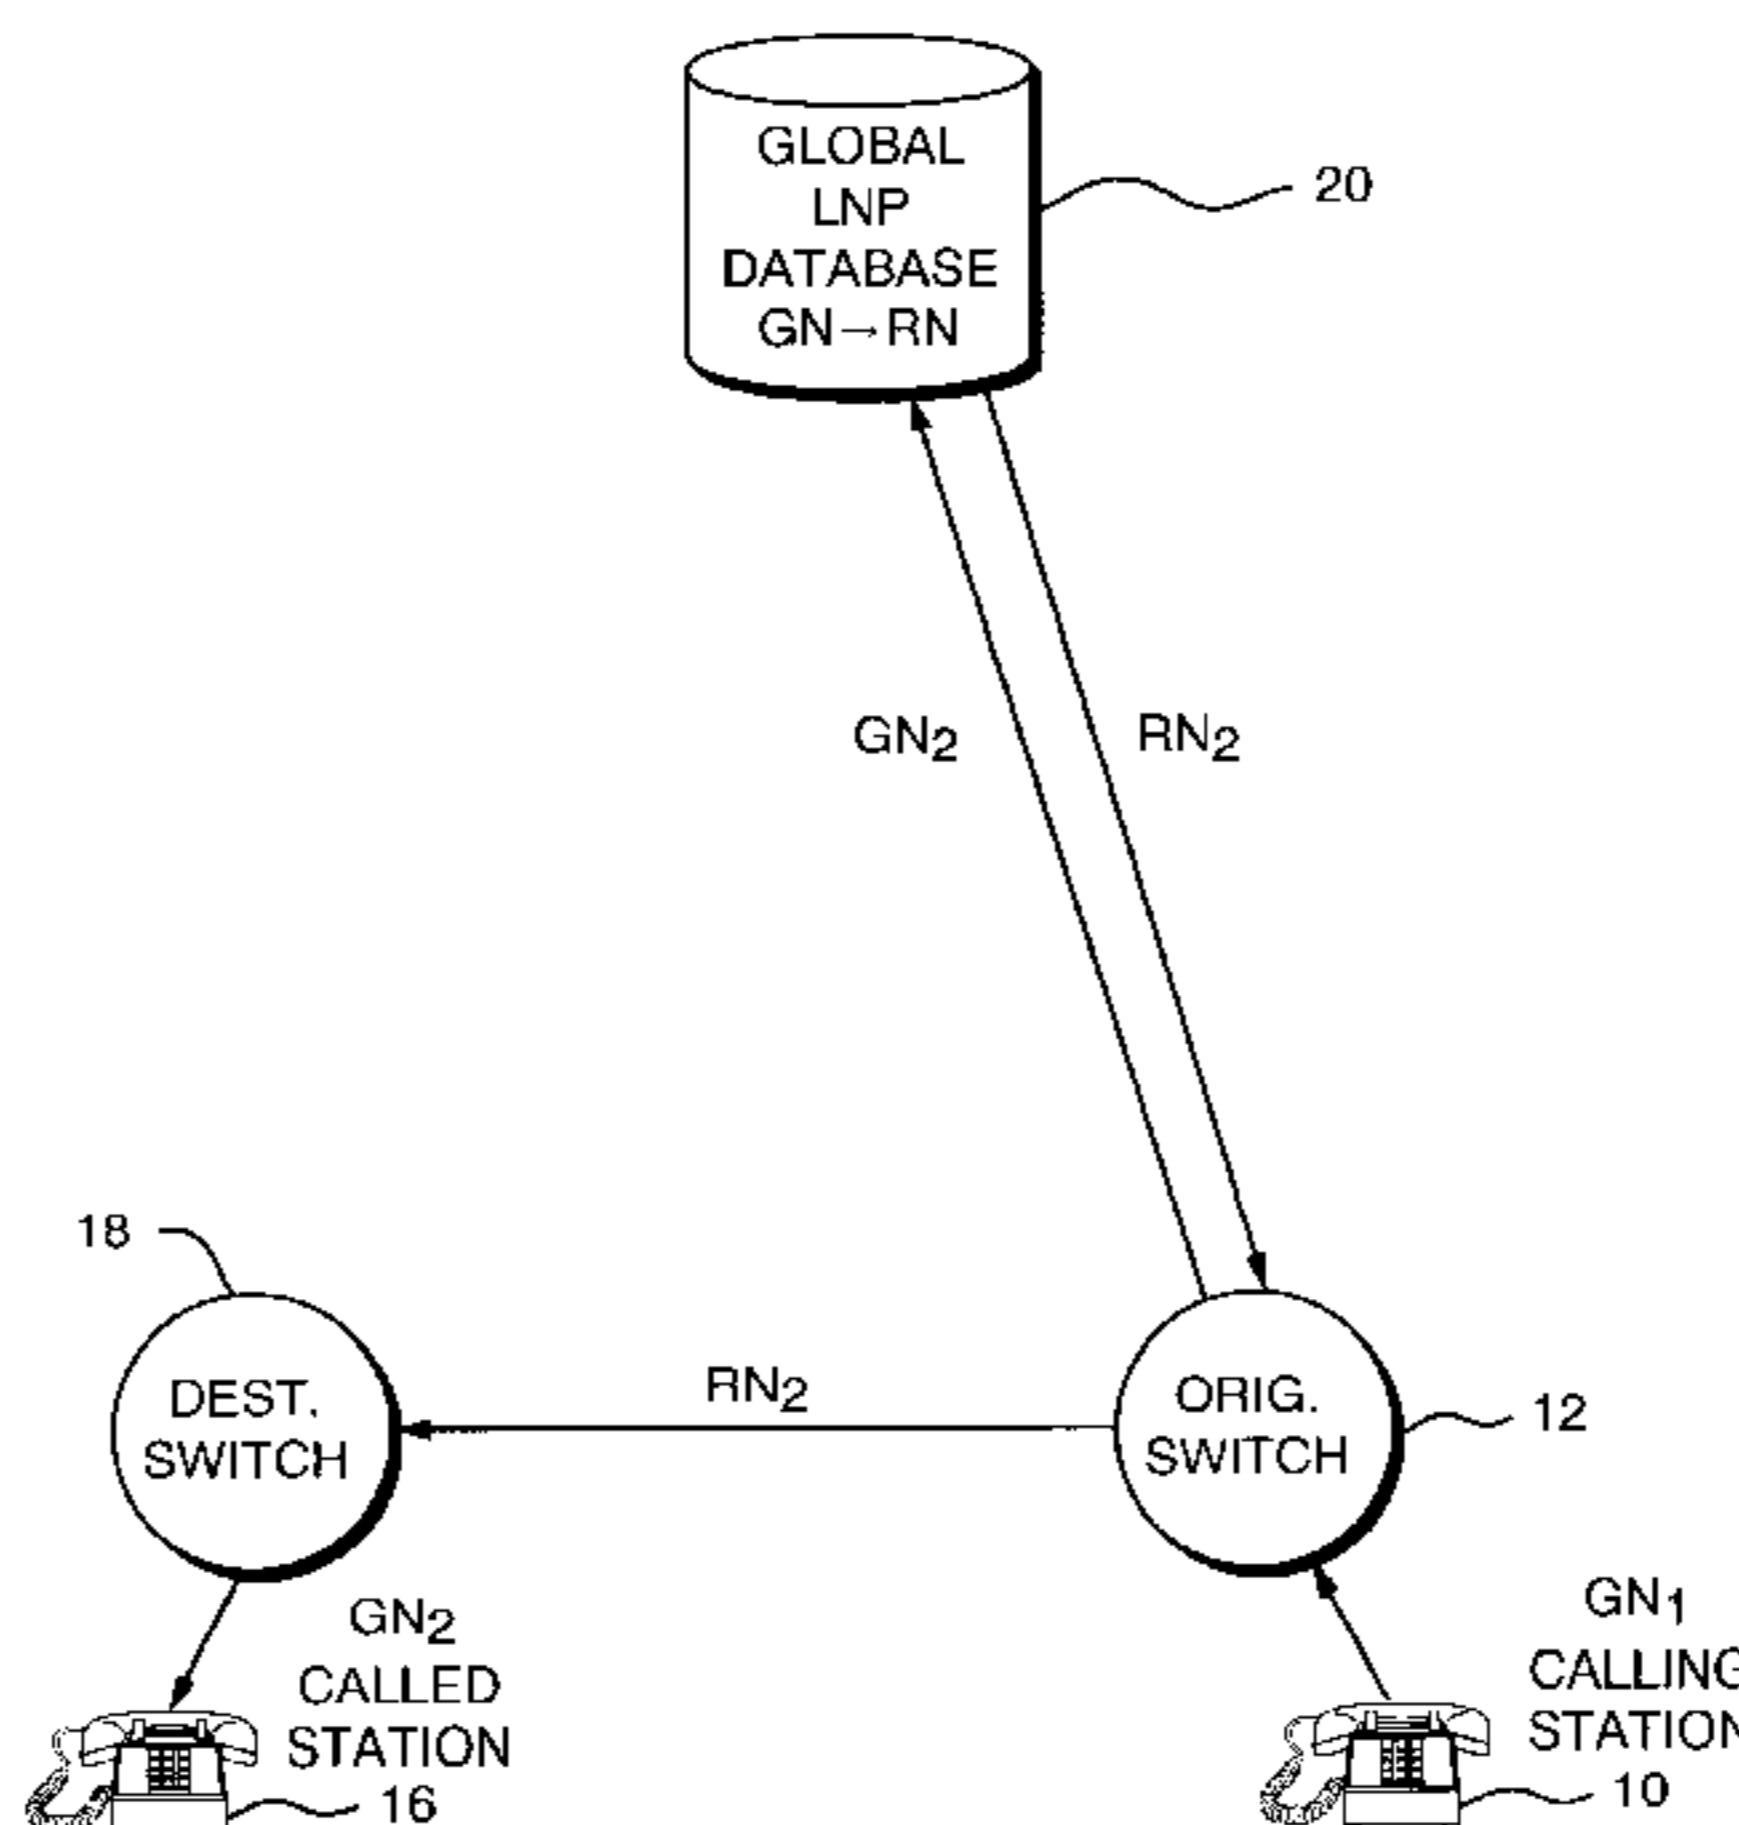 GLOBAL
LNP
DATABASE
GN→RN
20
GN2
RN2
18
DEST.
SWITCH
RN2
ORIG.
SWITCH
12
GN2
CALLED
STATION
16
GN1
CALLING
STATION
10